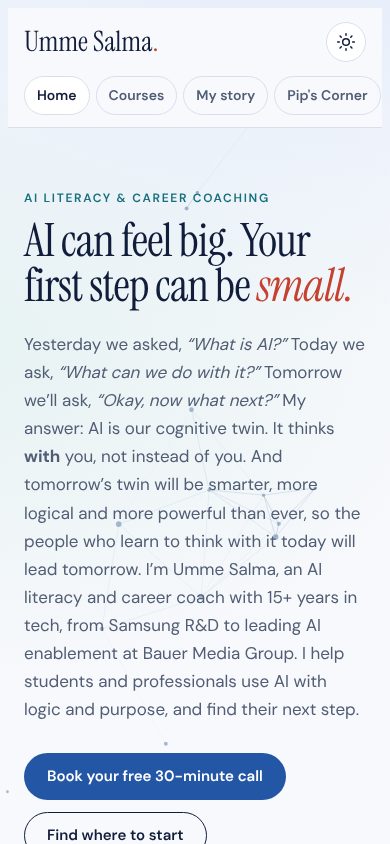 Umme Salma.
Home
Courses
My story
Pip's Corner
AI LITERACY & CAREER COACHING
AI can feel big. Your
first step can be small.
Yesterday we asked, “What is AI?” Today we
ask, “What can we do with it?” Tomorrow
we’ll ask, “Okay, now what next?” My
answer: AI is our cognitive twin. It thinks
with you, not instead of you. And
tomorrow’s twin will be smarter, more
logical and more powerful than ever, so the
people who learn to think with it today will
lead tomorrow. I’m Umme Salma, an AI
literacy and career coach with 15+ years in
tech, from Samsung R&D to leading AI
enablement at Bauer Media Group. I help
students and professionals use AI with
logic and purpose, and find their next step.
Book your free 30-minute call
Find where to start